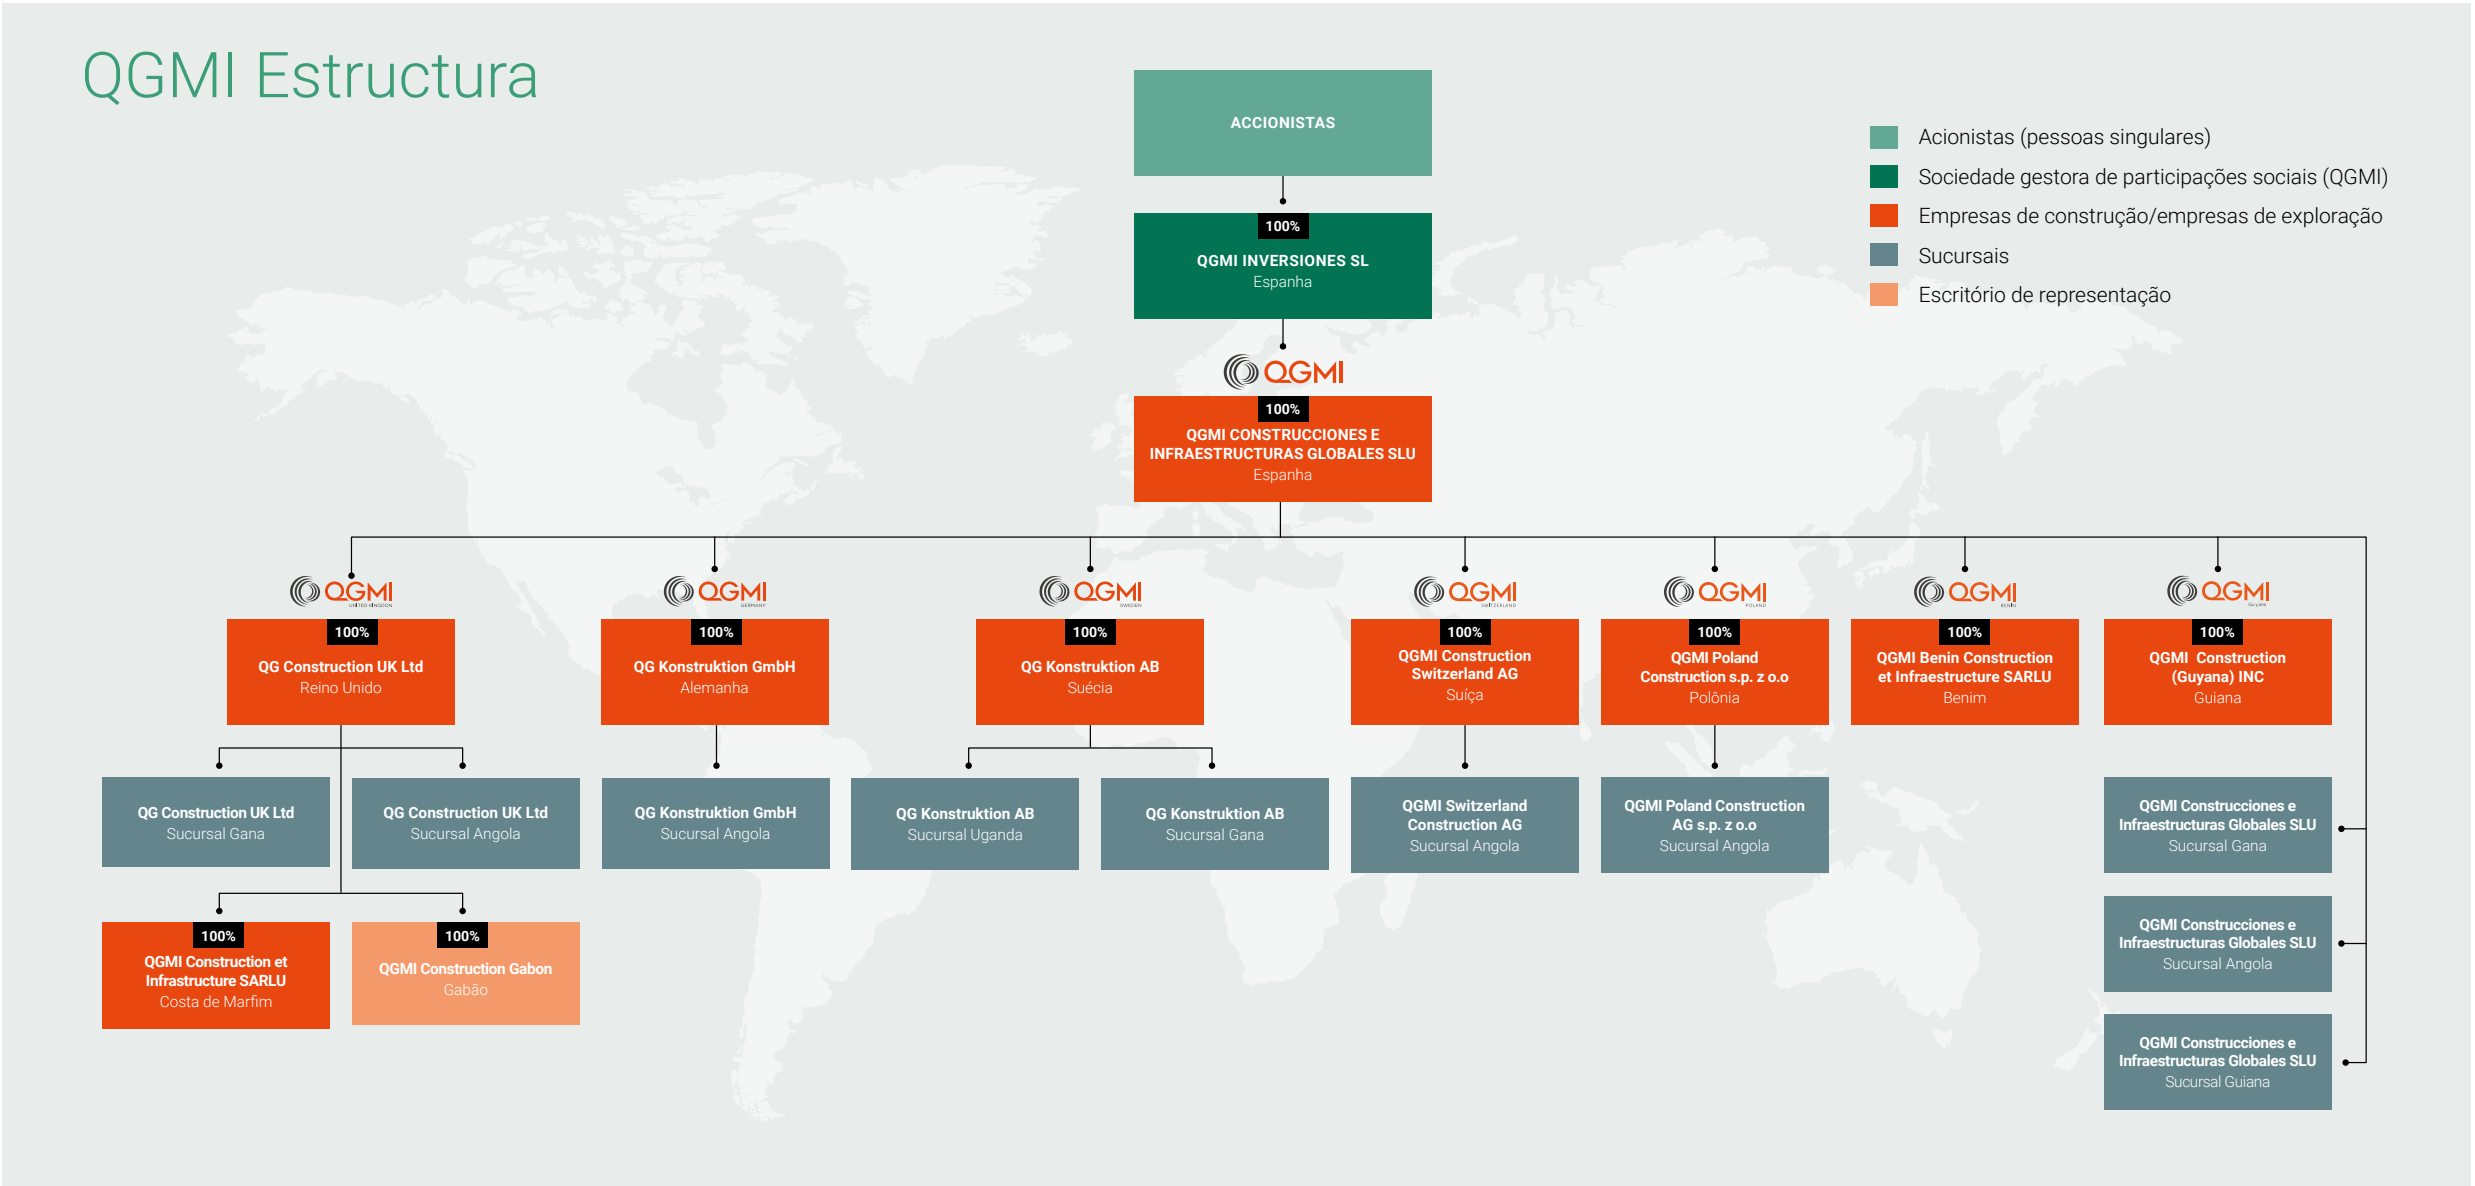 QGMI Estructura
ACCIONISTAS
Acionistas (pessoas singulares)
Sociedade gestora de participações sociais (QGMI)
Empresas de construção/empresas de exploração
Sucursais
Escritório de representação
100%
QGMI INVERSIONES SL
Espanha
QGMI
100%
QGMI CONSTRUCCIONES E
INFRAESTRUCTURAS GLOBALES SLU
Espanha
QGMI
UNITED KINGDON
100%
QG Construction UK Ltd
Reino Unido
QGMI
GERMANY
100%
QG Konstruktion GmbH
Alemanha
QGMI
SWEDEN
100%
QG Konstruktion AB
Suécia
QGMI
SWITZERLAND
100%
QGMI Construction
Switzerland AG
Suíça
QGMI
POLAND
100%
QGMI Poland
Construction s.p. z o.o
Polônia
QGMI
BENIN
100%
QGMI Benin Construction
et Infraestructure SARLU
Benim
QGMI
Guyana
100%
QGMI Construction
(Guyana) INC
Guiana
QG Construction UK Ltd
Sucursal Gana
QG Construction UK Ltd
Sucursal Angola
QG Konstruktion GmbH
Sucursal Angola
QG Konstruktion AB
Sucursal Uganda
QG Konstruktion AB
Sucursal Gana
QGMI Switzerland
Construction AG
Sucursal Angola
QGMI Poland Construction
AG s.p. z o.o
Sucursal Angola
QGMI Construcciones e
Infraestructuras Globales SLU
Sucursal Gana
100%
QGMI Construction et
Infrastructure SARLU
Costa de Marfim
100%
QGMI Construction Gabon
Gabão
QGMI Construcciones e
Infraestructuras Globales SLU
Sucursal Angola
QGMI Construcciones e
Infraestructuras Globales SLU
Sucursal Guiana